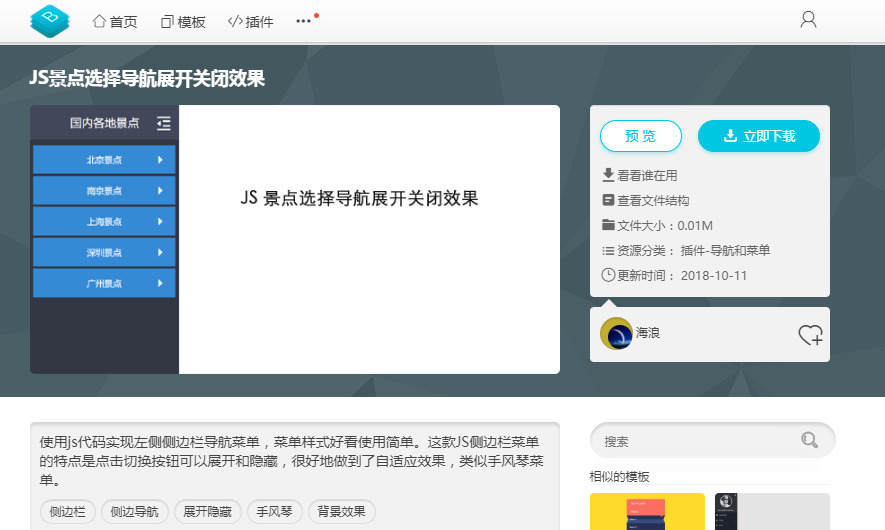 首页
模板
插件
JS景点选择导航展开关闭效果
国内各地景点
北京景点
南京景点
上海景点
深圳景点
广州景点
JS 景点选择导航展开关闭效果
预 览
立即下载
看看谁在用
查看文件结构
文件大小：0.01M
资源分类： 插件-导航和菜单
更新时间： 2018-10-11
海浪
使用js代码实现左侧侧边栏导航菜单，菜单样式好看使用简单。这款JS侧边栏菜单
的特点是点击切换按钮可以展开和隐藏，很好地做到了自适应效果，类似手风琴菜
单。
侧边栏
侧边导航
展开隐藏
手风琴
背景效果
搜索
相似的模板